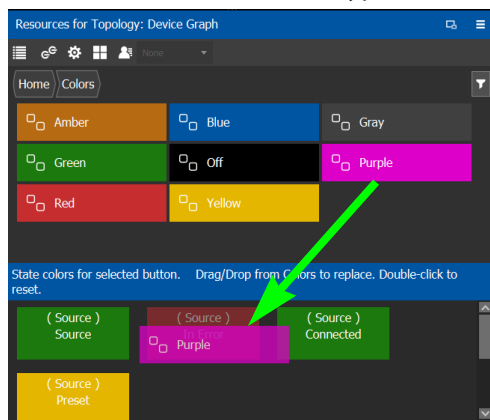 Resources for Topology: Device Graph
None
Home Colors
Amber
Blue
Gray
Green
Off
Purple
Red
Yellow
State colors for selected button. Drag/Drop from Colors to replace. Double-click to
reset.
( Source )
Source
( Source )
In Error
( Source )
Connected
Purple
( Source )
Preset